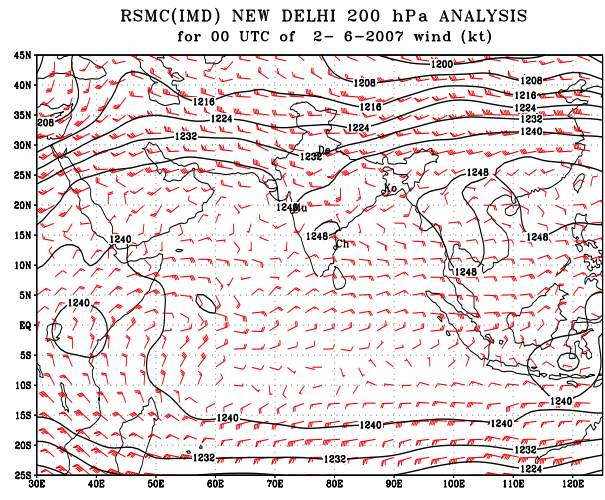 RSMC(IMD) NEW DELHI 200 hPa ANALYSIS
for 00 UTC of 2- 6-2007 wind (kt)
45N
1200
1208
1208
40N
1216
1216
1216
35N
1224
1224
1224
208
1232
1232
30N
1240
De
1232
25N
1248
Ko
20N
124
Mu
15N
1240
1248
Ch
1248
10N
1248
5N
1240
EQ
5S
10S
1240
15S
1240
1240
1240
20S
1232
1232
1232
1224
25S
30E 40E 50E 60E 70E 80E 90E 100E 110E 120E